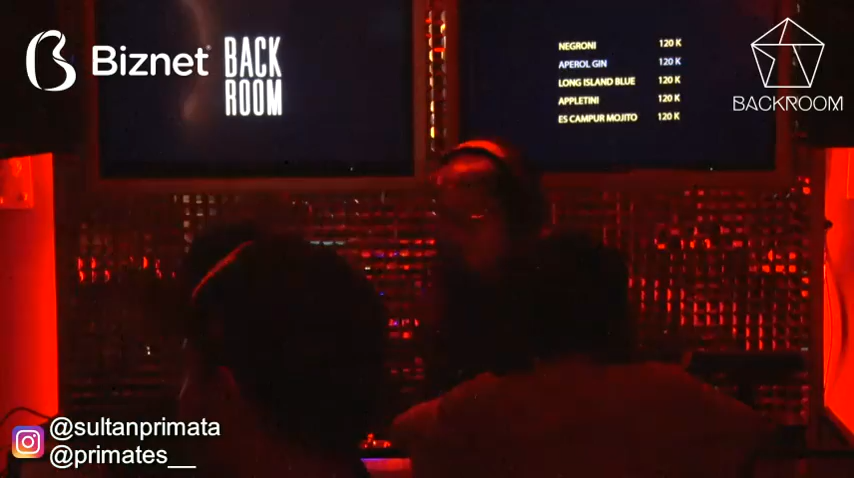 Biznet
BACK
ROOM
NEGRONI 120 K
APEROL GIN 120 K
LONG ISLAND BLUE 120 K
APPLETINI 120 K
ES CAMPUR MOJITO 120 K
BACKROOM
@sultanprimata
@primates__